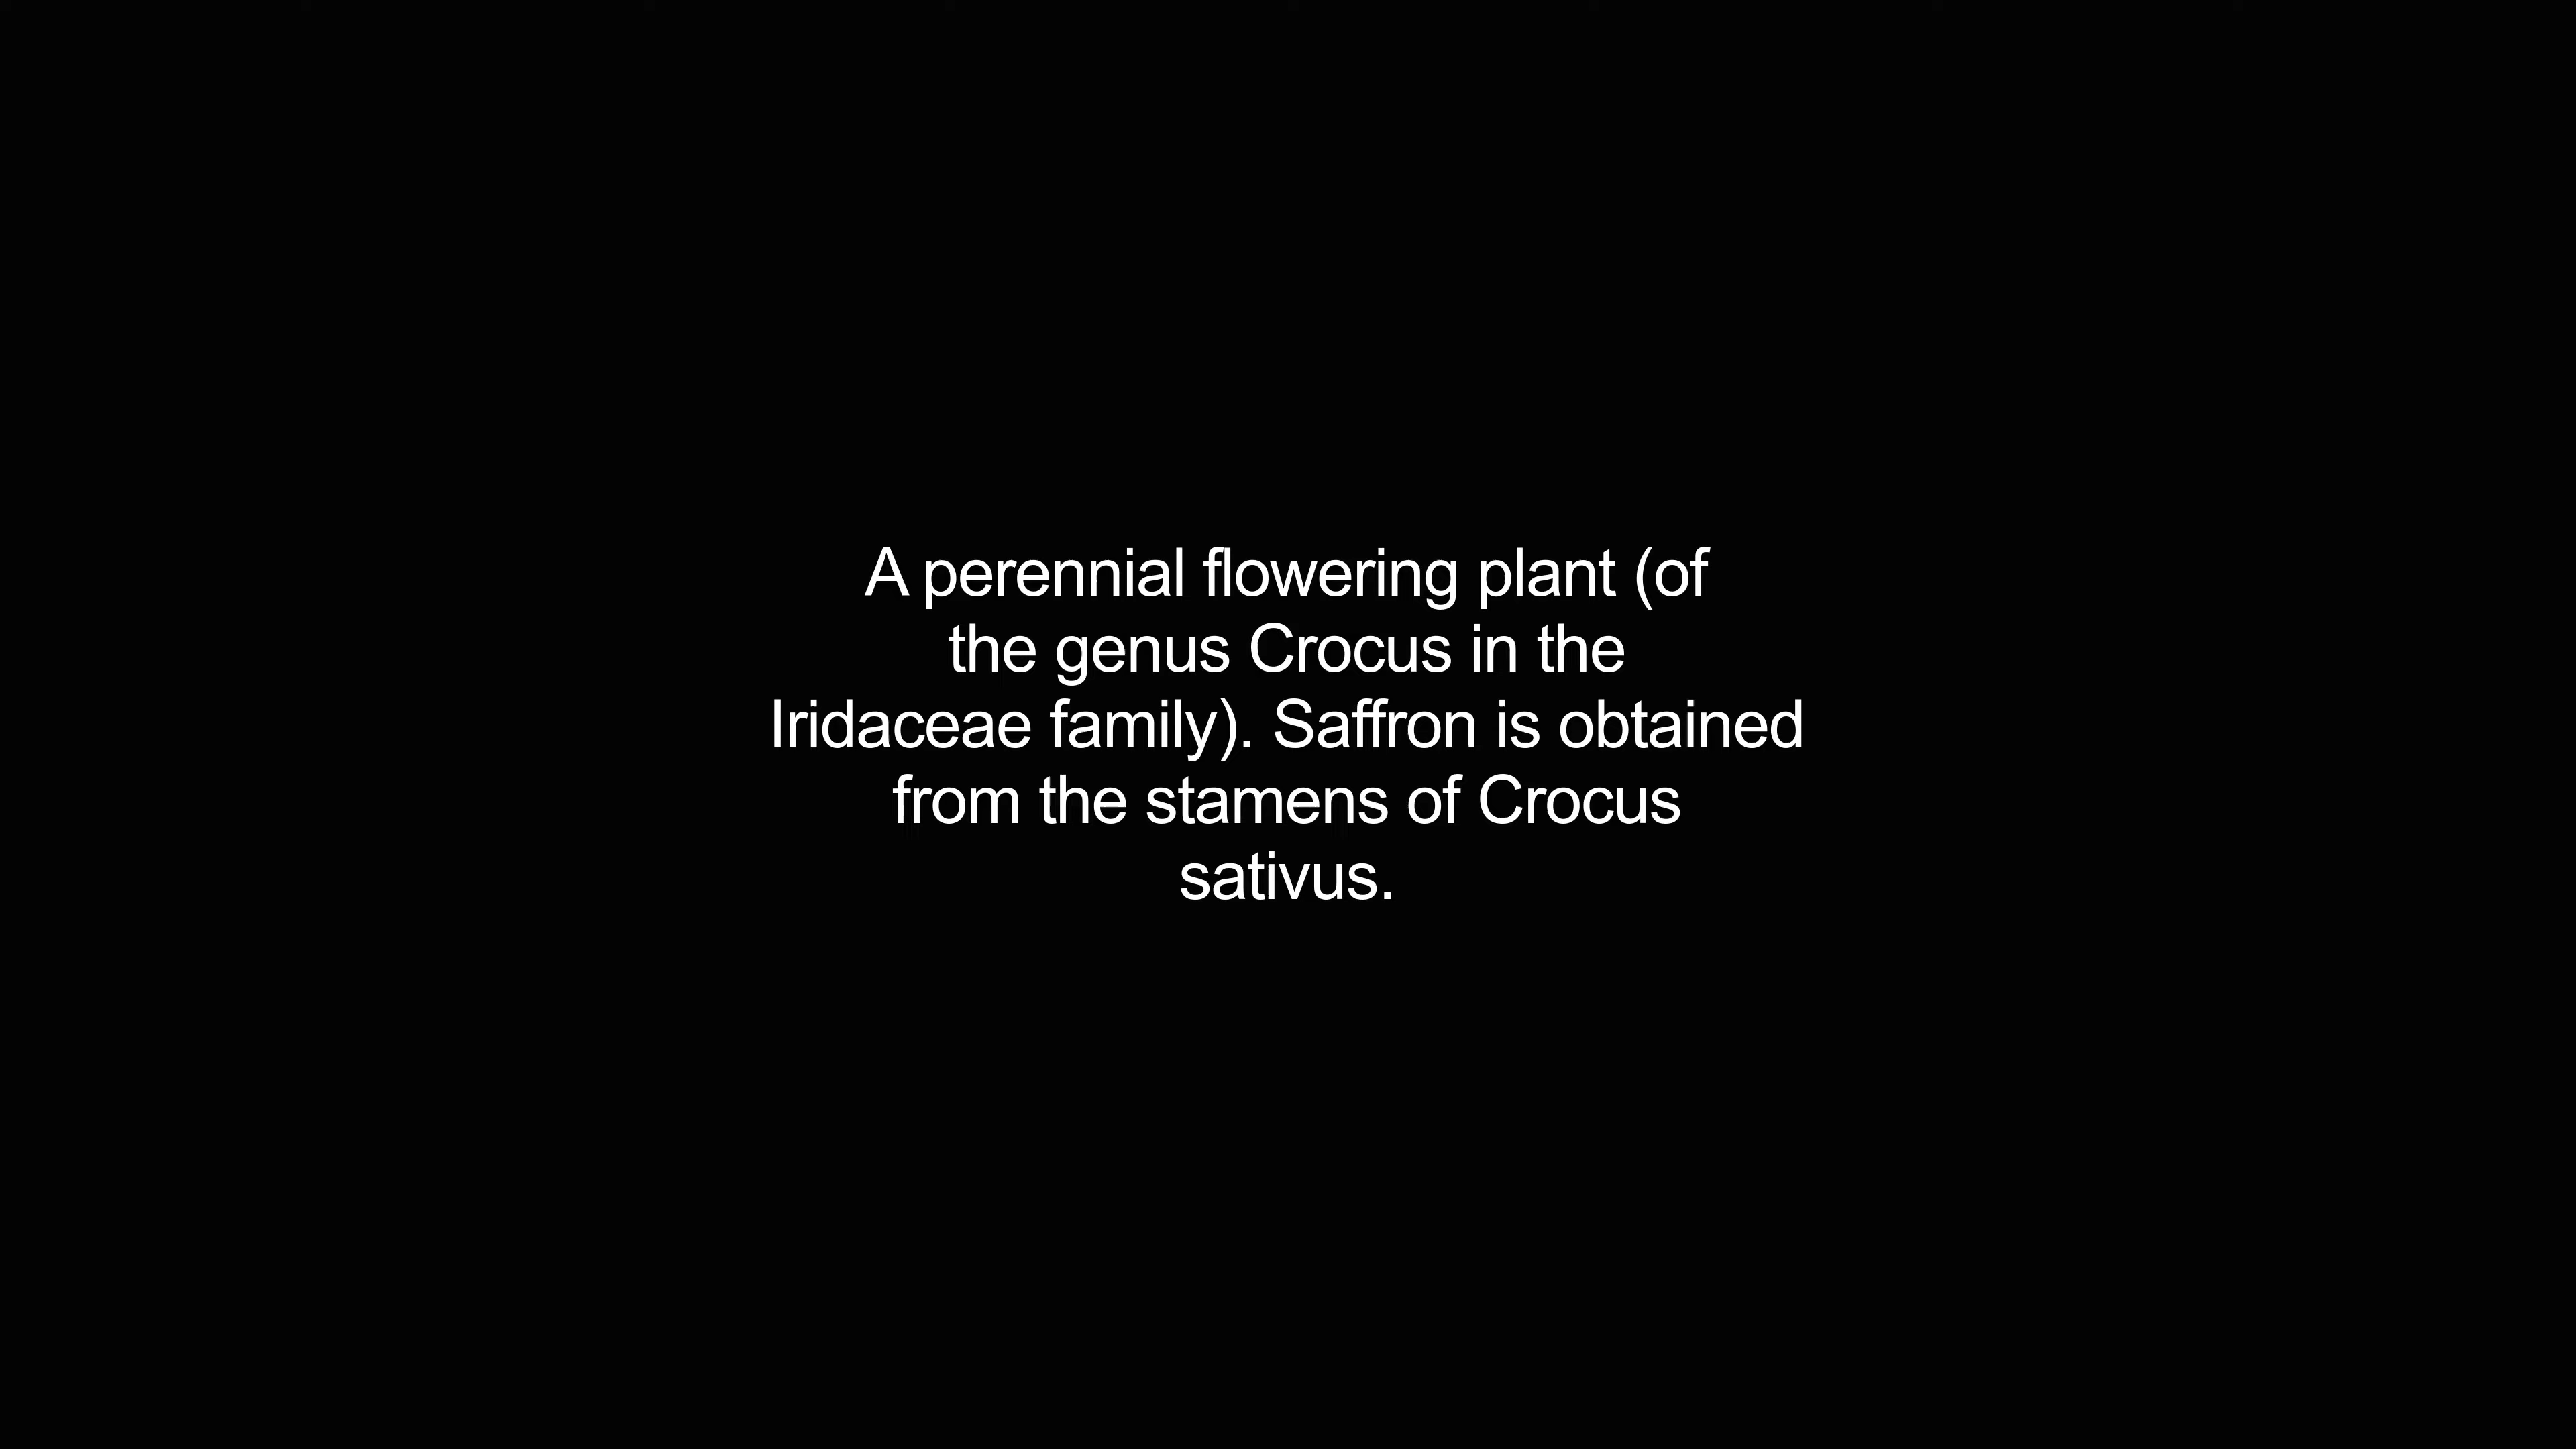 A perennial flowering plant (of
the genus Crocus in the
Iridaceae family). Saffron is obtained
from the stamens of Crocus
sativus.